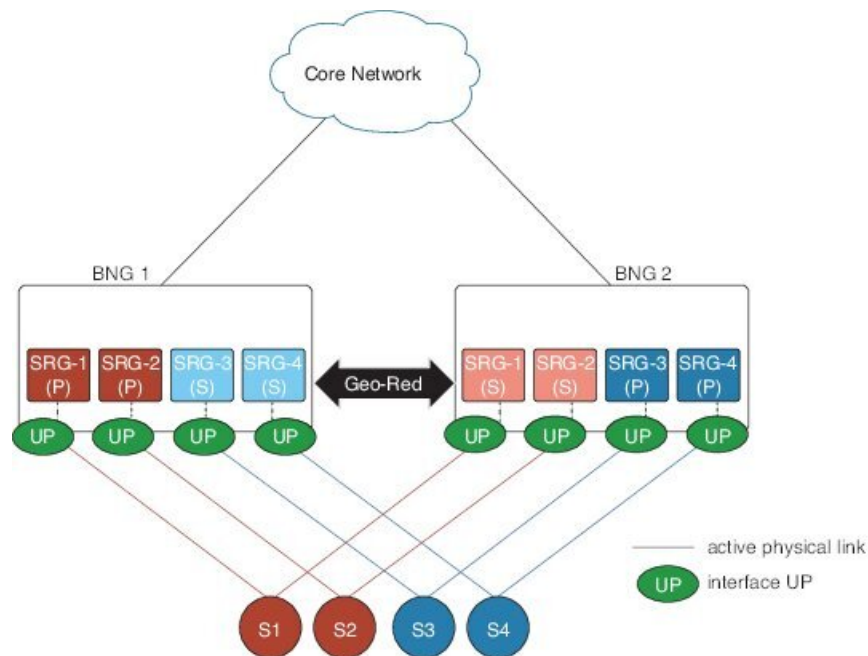 Core Network
BNG 1
BNG 2
SRG-1 (P)
SRG-2 (P)
SRG-3 (S)
SRG-4 (S)
Geo-Red
SRG-1 (S)
SRG-2 (S)
SRG-3 (P)
SRG-4 (P)
UP
UP
UP
UP
UP
UP
UP
UP
active physical link
UP interface UP
S1
S2
S3
S4